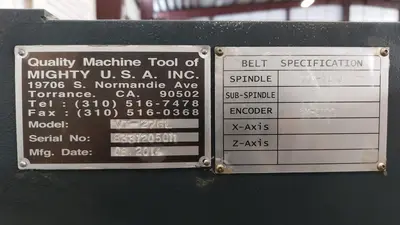 Quality Machine Tool of
MIGHTY U.S.A. INC.
19706 S. Normandie Ave
Torrance. CA. 90502
Tel : (310) 516-7478
Fax : (310) 516-0368
Model:
Serial No:
Mfg. Date:
BELT SPECIFICATION
SPINDLE
SUB-SPINDLE
ENCODER
X-Axis
Z-Axis